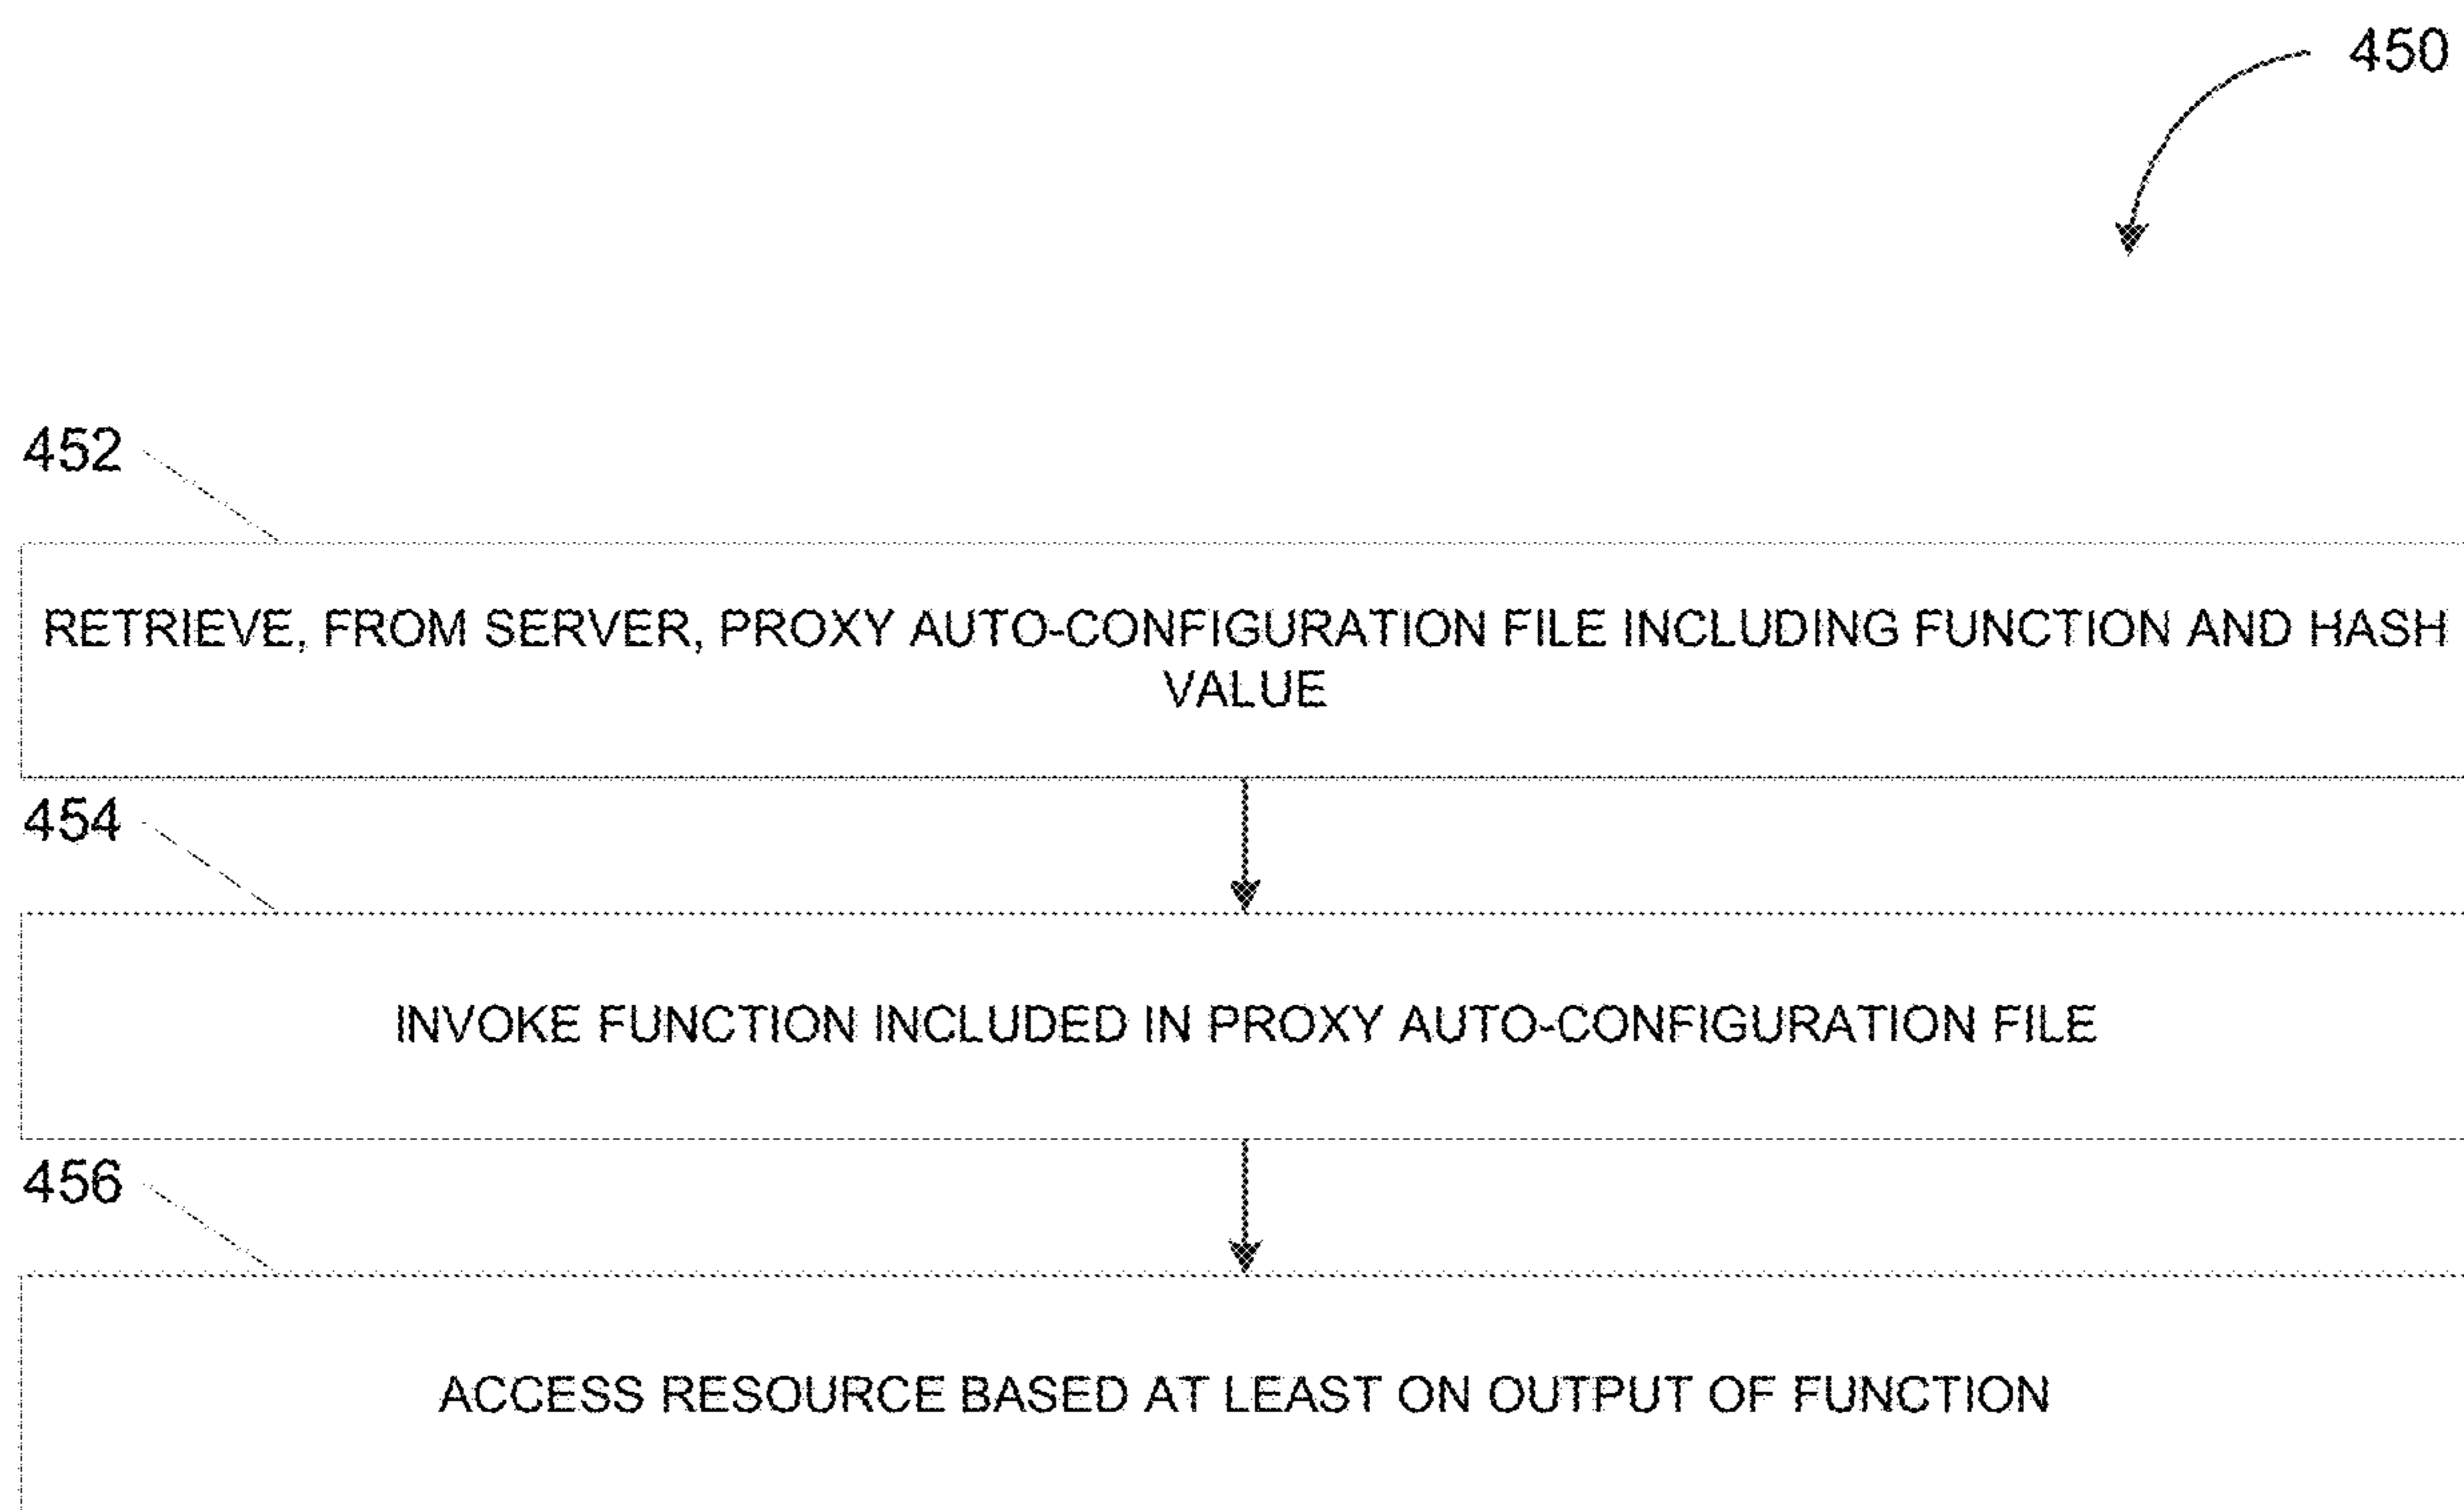 450
452
RETRIEVE, FROM SERVER, PROXY AUTO-CONFIGURATION FILE INCLUDING FUNCTION AND HASH
VALUE
454
INVOKE FUNCTION INCLUDED IN PROXY AUTO-CONFIGURATION FILE
456
ACCESS RESOURCE BASED AT LEAST ON OUTPUT OF FUNCTION